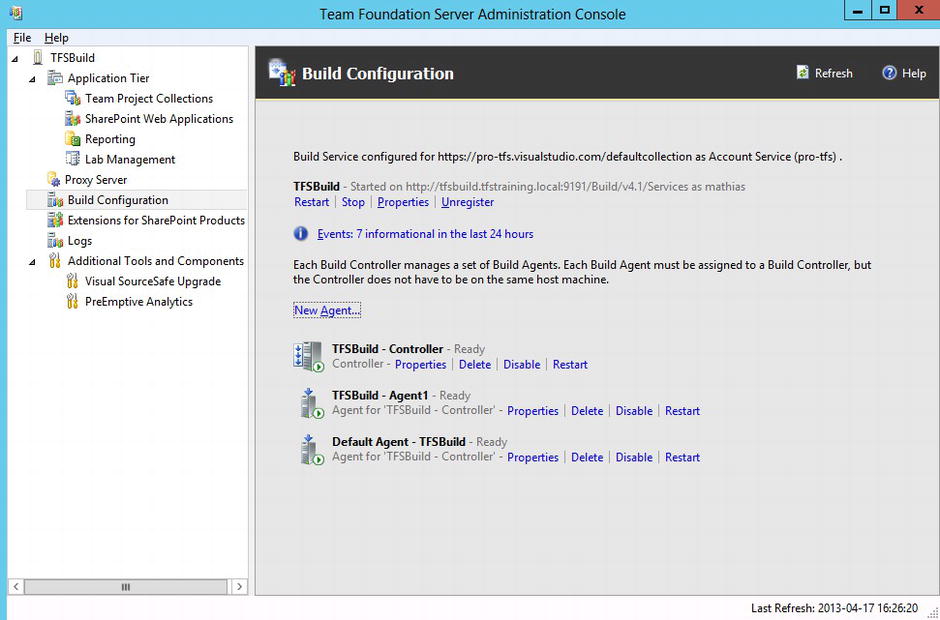 Team Foundation Server Administration Console
File Help
TFSBuild
Application Tier
Team Project Collections
SharePoint Web Applications
Reporting
Lab Management
Proxy Server
Build Configuration
Extensions for SharePoint Products
Logs
Additional Tools and Components
Visual SourceSafe Upgrade
PreEmptive Analytics
Build Configuration
Refresh
Help
Build Service configured for https://pro-tfs.visualstudio.com/defaultcollection as Account Service (pro-tfs) .
TFSBuild - Started on http://tfsbuild.tfstraining.local:9191/Build/v4.1/Services as mathias
Restart | Stop | Properties | Unregister
Events: 7 informational in the last 24 hours
Each Build Controller manages a set of Build Agents. Each Build Agent must be assigned to a Build Controller, but
the Controller does not have to be on the same host machine.
New Agent...
TFSBuild - Controller - Ready
Controller - Properties | Delete | Disable | Restart
TFSBuild - Agent1 - Ready
Agent for 'TFSBuild - Controller' - Properties | Delete | Disable | Restart
Default Agent - TFSBuild - Ready
Agent for 'TFSBuild - Controller' - Properties | Delete | Disable | Restart
Last Refresh: 2013-04-17 16:26:20